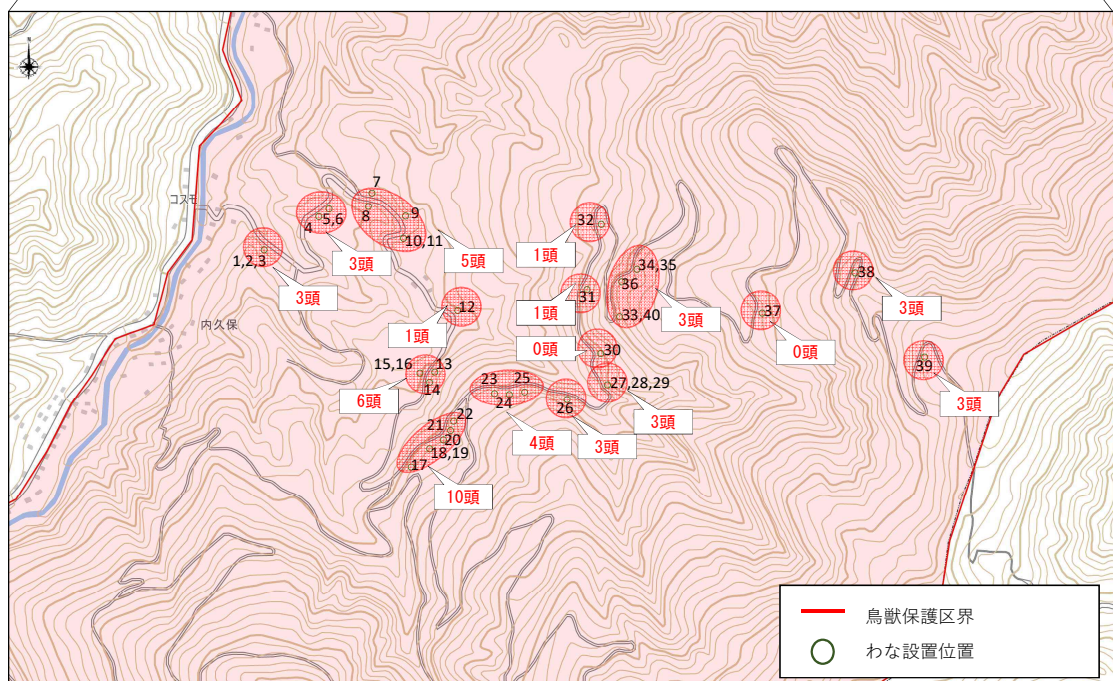 N
コスモ
内久保
7
4
5,6
8
9
10,11
1,2,3
3頭
5頭
3頭
32
1頭
34,35
36
33,40
3頭
31
1頭
38
3頭
37
0頭
12
1頭
0頭
30
39
3頭
15,16
13
14
6頭
23
24
25
26
27,28,29
3頭
3頭
4頭
21
22
20
18,19
17
10頭
鳥獣保護区界
わな設置位置